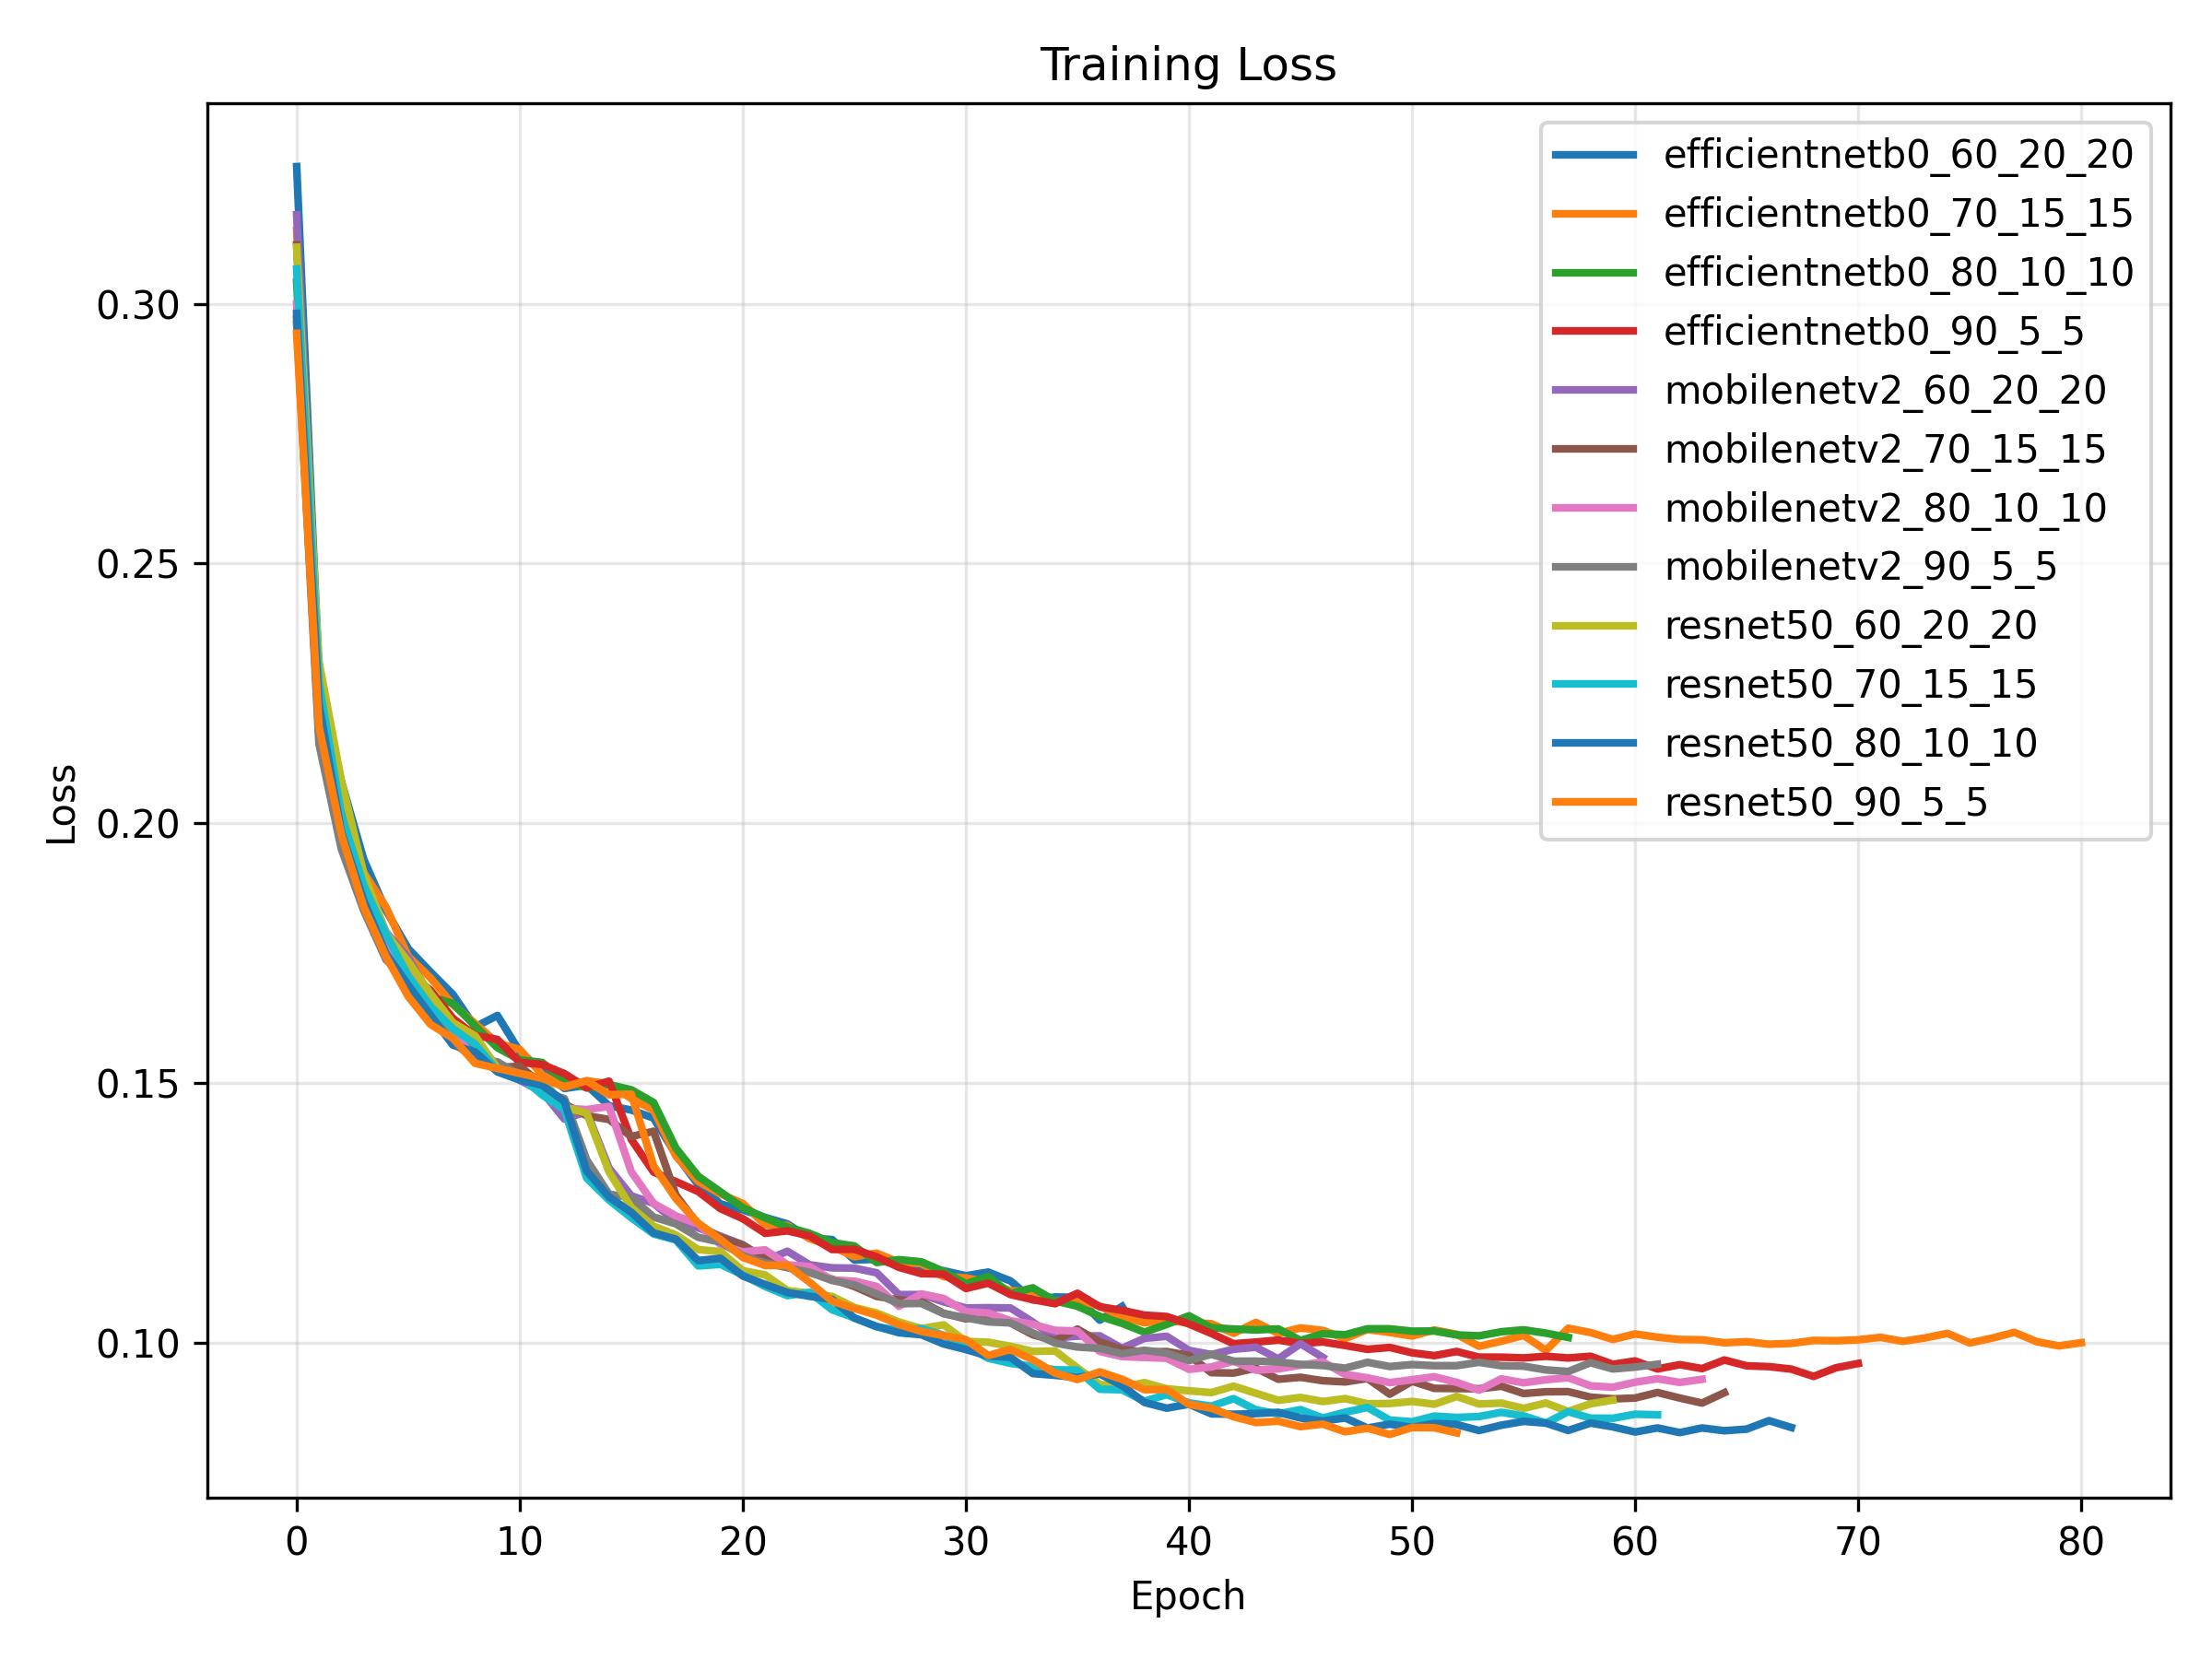 Training Loss
efficientnetb0_60_20_20
efficientnetb0_70_15_15
efficientnetb0_80_10_10
efficientnetb0_90_5_5
mobilenetv2_60_20_20
mobilenetv2_70_15_15
mobilenetv2_80_10_10
mobilenetv2_90_5_5
resnet50_60_20_20
resnet50_70_15_15
resnet50_80_10_10
resnet50_90_5_5
Loss
0.30
0.25
0.20
0.15
0.10
0 10 20 30 40 50 60 70 80
Epoch